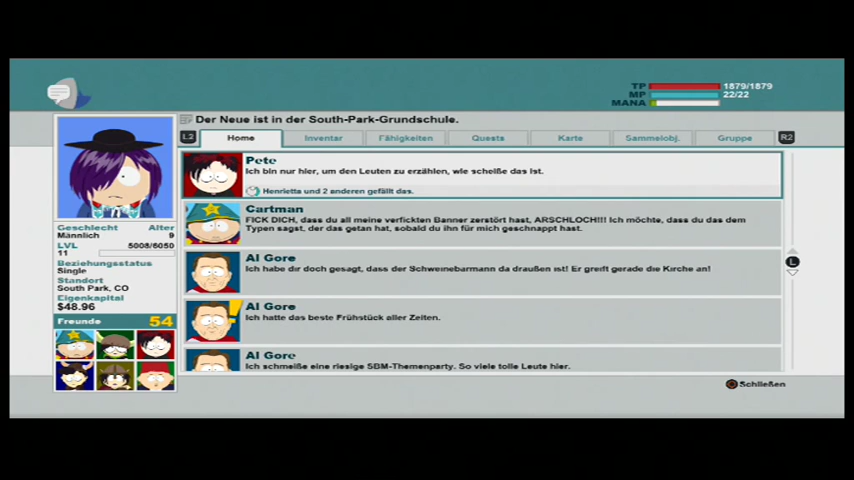 TP 1879/1879
MP 22/22
MANA
Der Neue ist in der South-Park-Grundschule.
L2 Home Inventar Fähigkeiten Quests Karte Sammelobj. Gruppe R2
Pete
Ich bin nur hier, um den Leuten zu erzählen, wie scheiße das ist.
Henrietta und 2 anderen gefällt das.
Cartman
FICK DICH, dass du all meine verfickten Banner zerstört hast, ARSCHLOCH!!! Ich möchte, dass du das dem
Typen sagst, der das getan hat, sobald du ihn für mich geschnappt hast.
Al Gore
Ich habe dir doch gesagt, dass der Schweinebärmann da draußen ist! Er greift gerade die Kirche an!
Al Gore
Ich hatte das beste Frühstück aller Zeiten.
Al Gore
Ich schmeiße eine riesige SBM-Themenparty. So viele tolle Leute hier.
Geschlecht Alter
Männlich 9
LVL 5008/6050
11
Beziehungsstatus
Single
Standort
South Park, CO
Eigenkapital
$48.96
Freunde 54
L
Schließen